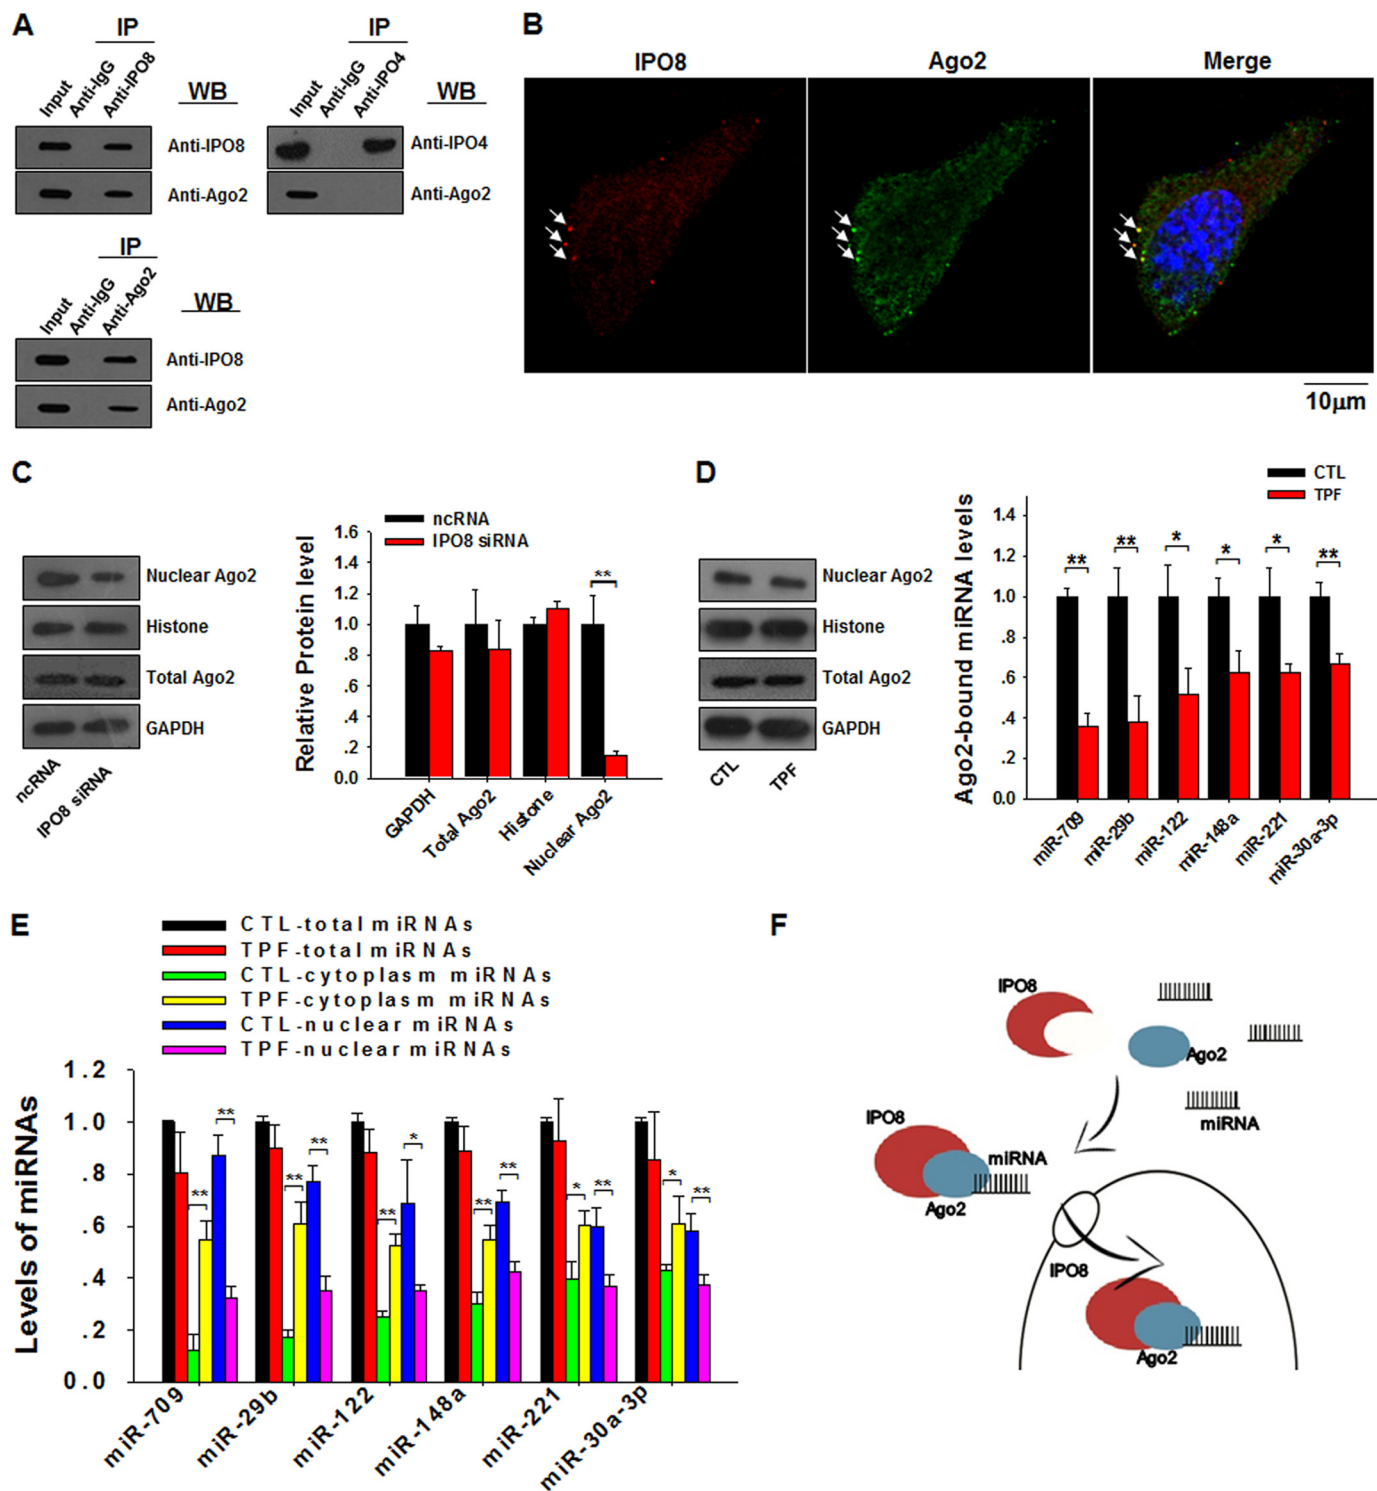 A
IP
Input
Anti-IgG
Anti-IPO8
WB
Anti-IPO8
Anti-Ago2
IP
Input
Anti-IgG
Anti-IPO4
WB
Anti-IPO4
Anti-Ago2
IP
Input
Anti-IgG
Anti-Ago2
WB
Anti-IPO8
Anti-Ago2
B
IPO8
Ago2
Merge
10μm
C
Nuclear Ago2
Histone
Total Ago2
GAPDH
ncRNA
IPO8 siRNA
Relative Protein level
ncRNA
IPO8 siRNA
1.6
1.4
1.2
1.0
.8
.6
.4
.2
0.0
**
GAPDH
Total Ago2
Histone
Nuclear Ago2
D
Nuclear Ago2
Histone
Total Ago2
GAPDH
CTL
TPF
Ago2-bound miRNA levels
CTL
TPF
1.4
1.2
1.0
.8
.6
.4
.2
0.0
**
**
*
*
*
**
miR-709
miR-29b
miR-122
miR-148a
miR-221
miR-30a-3p
E
CTL-total miRNAs
TPF-total miRNAs
CTL-cytoplasm miRNAs
TPF-cytoplasm miRNAs
CTL-nuclear miRNAs
TPF-nuclear miRNAs
Levels of miRNAs
1.2
1.0
.8
.6
.4
.2
0.0
**
**
**
**
**
*
**
**
*
**
*
**
miR-709
miR-29b
miR-122
miR-148a
miR-221
miR-30a-3p
F
IPO8
Ago2
miRNA
IPO8
miRNA
Ago2
IPO8
Ago2